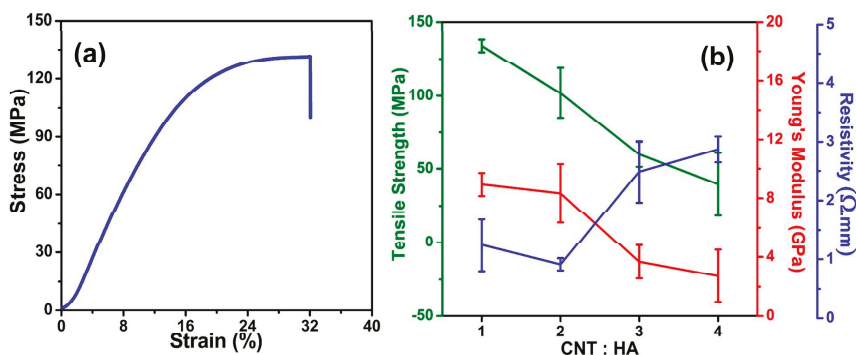 (a)
Stress (MPa)
150
120
90
60
30
0
0 8 16 24 32 40
Strain (%)
(b)
Tensile Strength (MPa)
150
100
50
0
-50
1 2 3 4
CNT : HA
20
16
12
8
4
0
Young's Modulus (GPa)
5
4
3
2
1
0
Resistivity (Ω.mm)